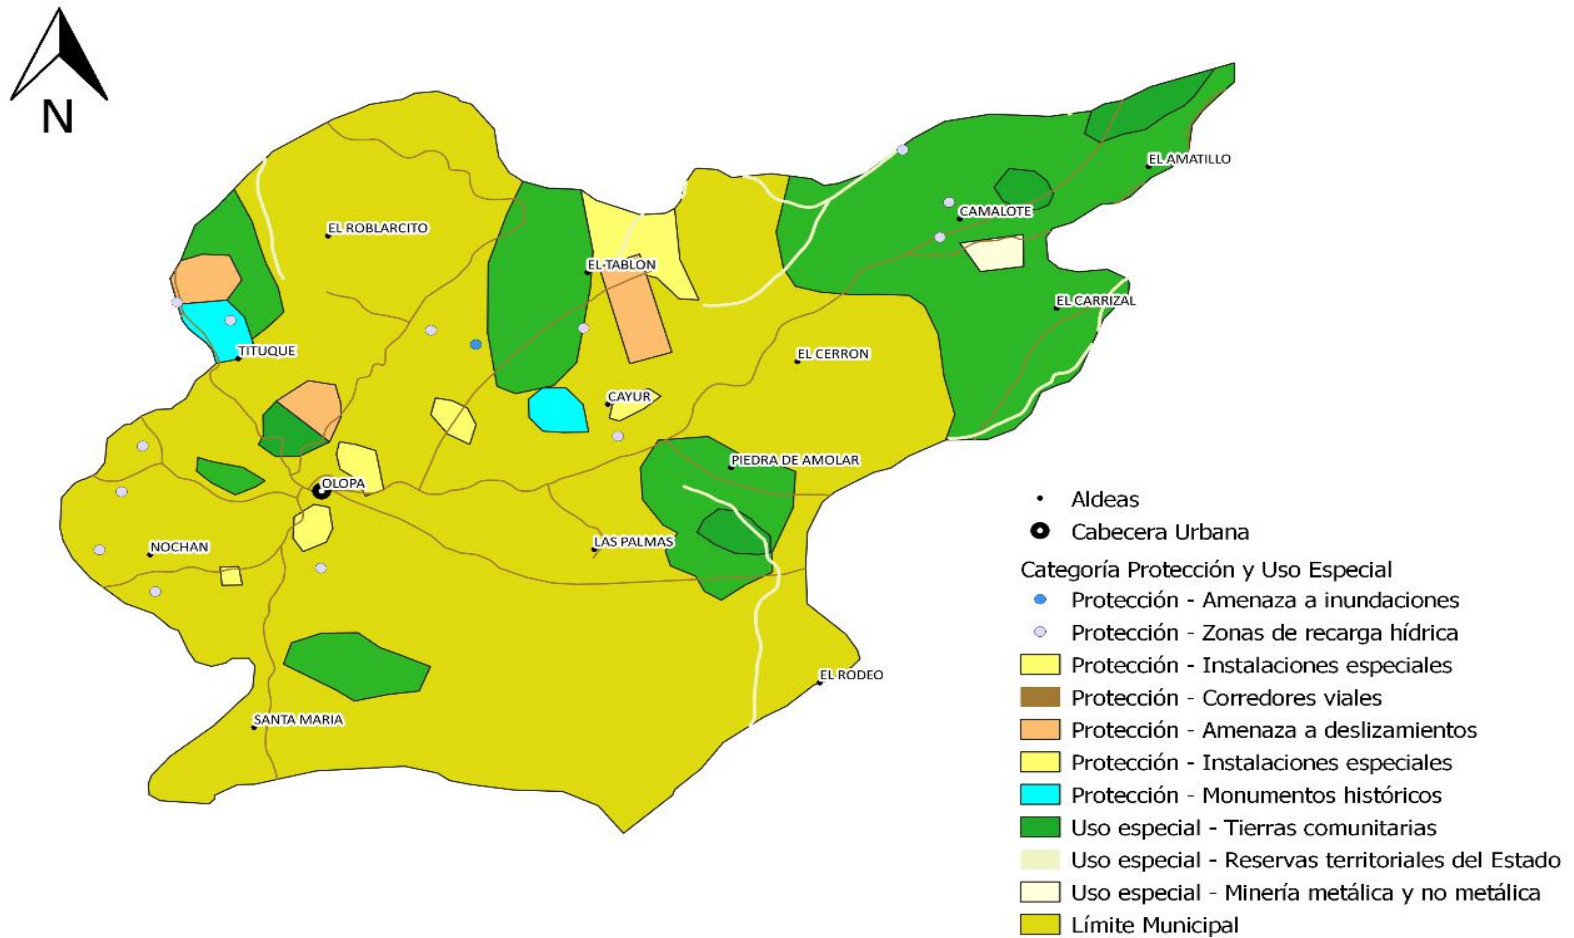 N
EL AMATILLO
CAMALOTE
EL ROBLARCITO
EL TABLON
EL CARRIZAL
TITUQUE
EL CERRON
CAYUR
PIEDRA DE AMOLAR
OLOPA
NOCHAN
LAS PALMAS
EL RODEO
SANTA MARIA
Aldeas
Cabecera Urbana
Categoría Protección y Uso Especial
Protección - Amenaza a inundaciones
Protección - Zonas de recarga hídrica
Protección - Instalaciones especiales
Protección - Corredores viales
Protección - Amenaza a deslizamientos
Protección - Instalaciones especiales
Protección - Monumentos históricos
Uso especial - Tierras comunitarias
Uso especial - Reservas territoriales del Estado
Uso especial - Minería metálica y no metálica
Límite Municipal